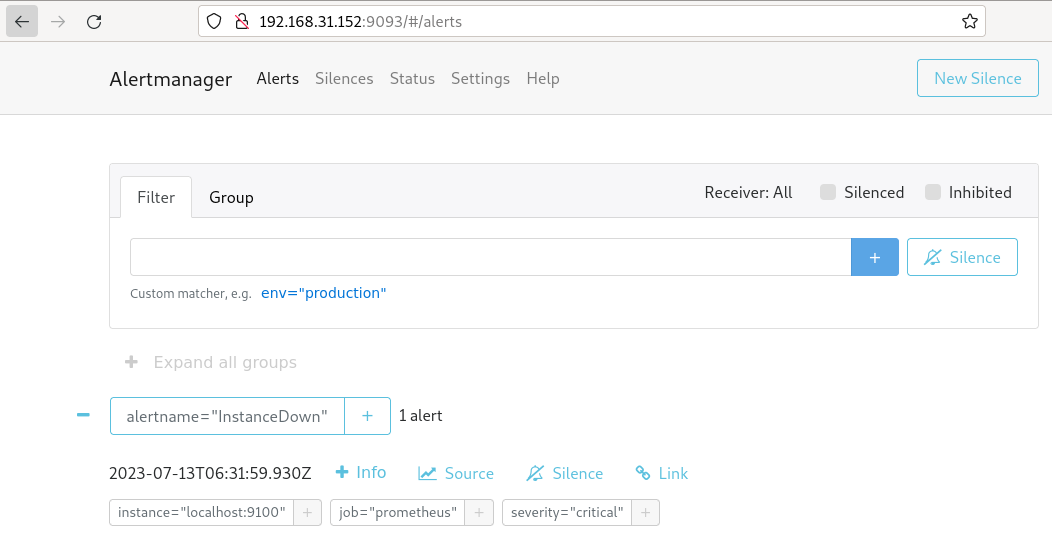 192.168.31.152:9093/#/alerts
Alertmanager Alerts Silences Status Settings Help New Silence
Filter Group Receiver: All Silenced Inhibited
+ Silence
Custom matcher, e.g. env="production"
+ Expand all groups
− alertname="InstanceDown" + 1 alert
2023-07-13T06:31:59.930Z + Info Source Silence Link
instance="localhost:9100" + job="prometheus" + severity="critical" +